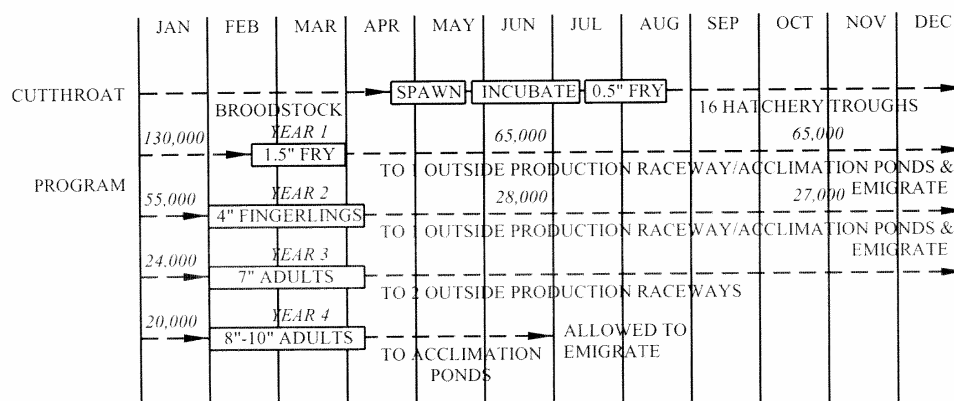 JAN FEB MAR APR MAY JUN JUL AUG SEP OCT NOV DEC
CUTTHROAT SPAWN INCUBATE 0.5" FRY
BROODSTOCK 16 HATCHERY TROUGHS
130,000 YEAR 1 65,000 65,000
1.5" FRY
TO 1 OUTSIDE PRODUCTION RACEWAY/ACCLIMATION PONDS &
PROGRAM EMIGRATE
55,000 YEAR 2 28,000 27,000
4" FINGERLINGS
TO 1 OUTSIDE PRODUCTION RACEWAY/ACCLIMATION PONDS &
EMIGRATE
24.000 YEAR 3
7" ADULTS
TO 2 OUTSIDE PRODUCTION RACEWAYS
20,000 YEAR 4
8"-10" ADULTS ALLOWED TO
TO ACCLIMATION EMIGRATE
PONDS